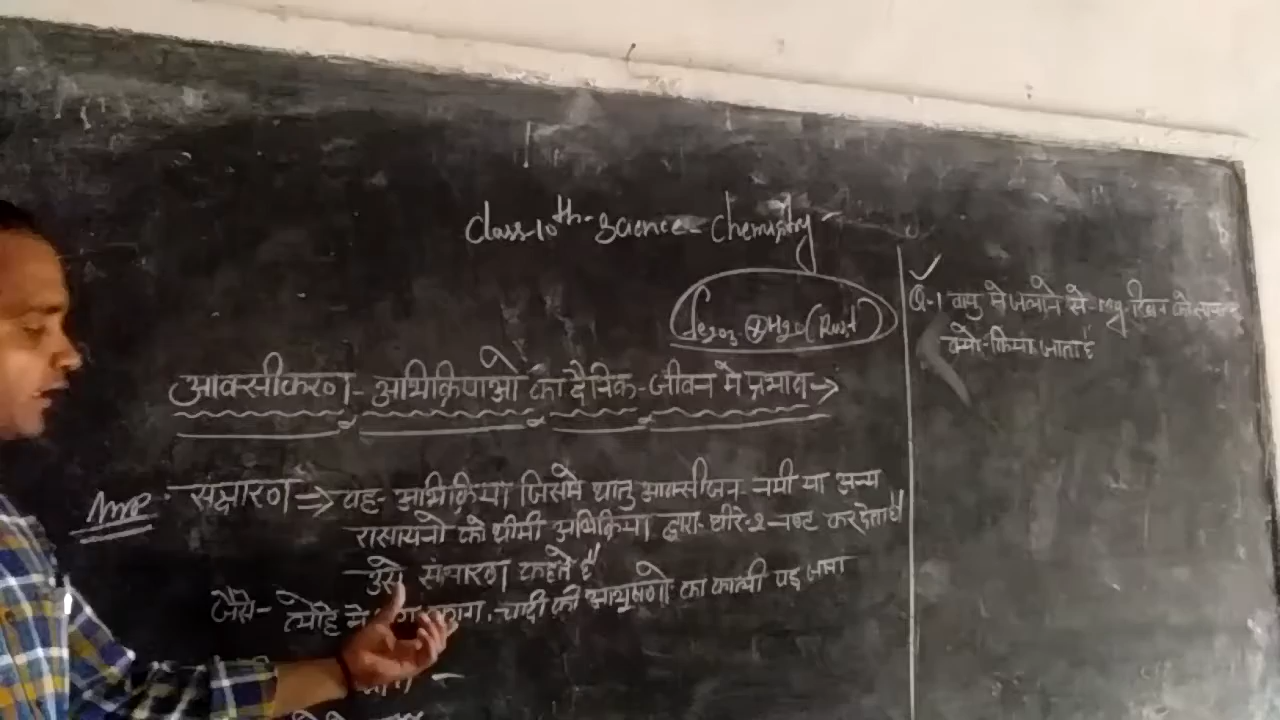 Class-10th-Science-Chemistry
Fe2O3.H2O(Rust)
आक्सीकरण-अभिक्रियाओ का दैनिक-जीवन मे प्रभाव→
Imp संक्षारण ⇒ वह-अभिक्रिया जिसमे धातु आक्सीजन-नमी या अन्य
रासायनो को धीमी अभिक्रिया द्वारा धीरे-2-नष्ट कर देता है
उसे संक्षारण कहते है
जैसे- लोहे मे लगना, चादी की आभूषणो का काली पड़ जाना
Q-1 वायु मे जलाने से-Mg-रिबन को
क्यो-किया जाता है